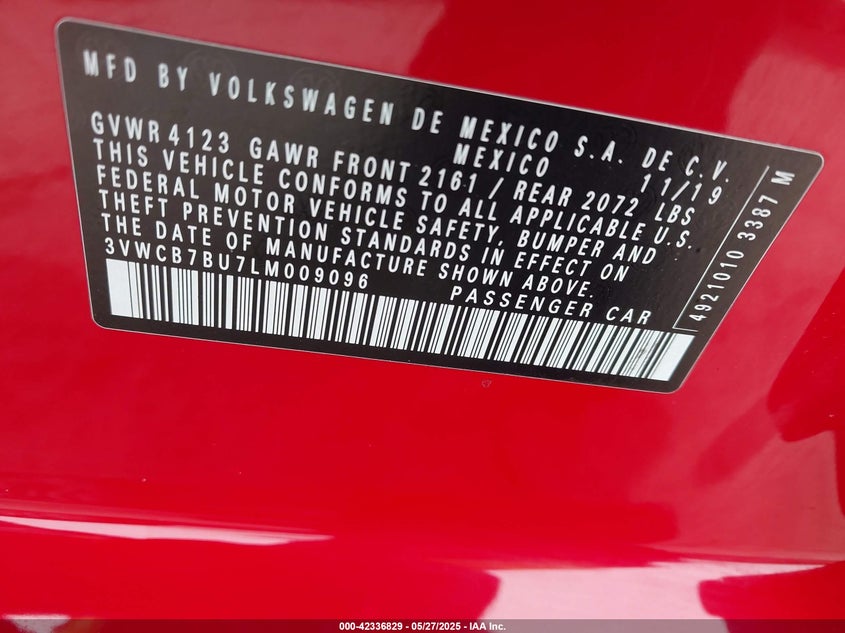 MFD BY VOLKSWAGEN DE MEXICO S.A. DE C.V.
MEXICO 11/19
GVWR 4123 GAWR FRONT 2161 / REAR 2072 LBS
THIS VEHICLE CONFORMS TO ALL APPLICABLE U.S.
FEDERAL MOTOR VEHICLE SAFETY, BUMPER AND
THEFT PREVENTION STANDARDS IN EFFECT ON
THE DATE OF MANUFACTURE SHOWN ABOVE.
3VWCB7BU7LM009096 PASSENGER CAR
4921010 3387 M
000-42336829 - 05/27/2025 - IAA Inc.